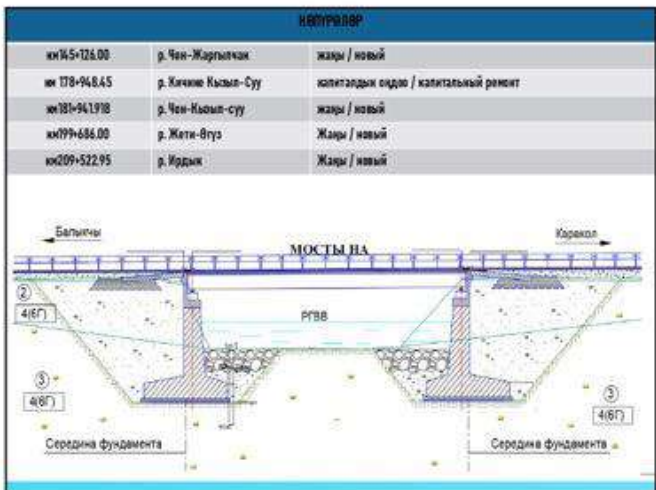 КӨПҮРӨЛӨР
км145+126.00 р. Чон-Жаргылчак жаңы / новый
км 178+948.45 р. Кичине Кызыл-Суу капиталдык оңдоо / капитальный ремонт
км181+941.918 р. Чон-Кызыл-суу жаңы / новый
км199+686.00 р. Жети-Өгүз Жаңы / новый
км209+522.95 р. Ирдык Жаңы / новый
Балыкчы Каракол
МОСТЫ НА
2
4(6Г)
РГВВ
3
4(6Г)
3
4(6Г)
Середина фундамента Середина фундамента